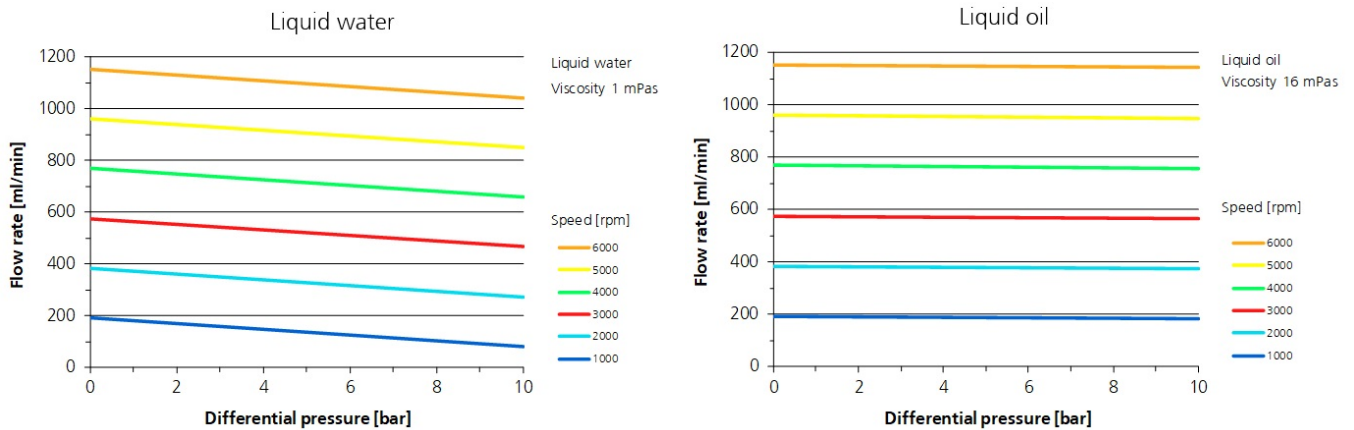 Liquid water
Flow rate [ml/min]
1200
1000
800
600
400
200
0
0 2 4 6 8 10
Differential pressure [bar]
Liquid water
Viscosity 1 mPas
Speed [rpm]
6000
5000
4000
3000
2000
1000
Liquid oil
Flow rate [ml/min]
1200
1000
800
600
400
200
0
0 2 4 6 8 10
Differential pressure [bar]
Liquid oil
Viscosity 16 mPas
Speed [rpm]
6000
5000
4000
3000
2000
1000